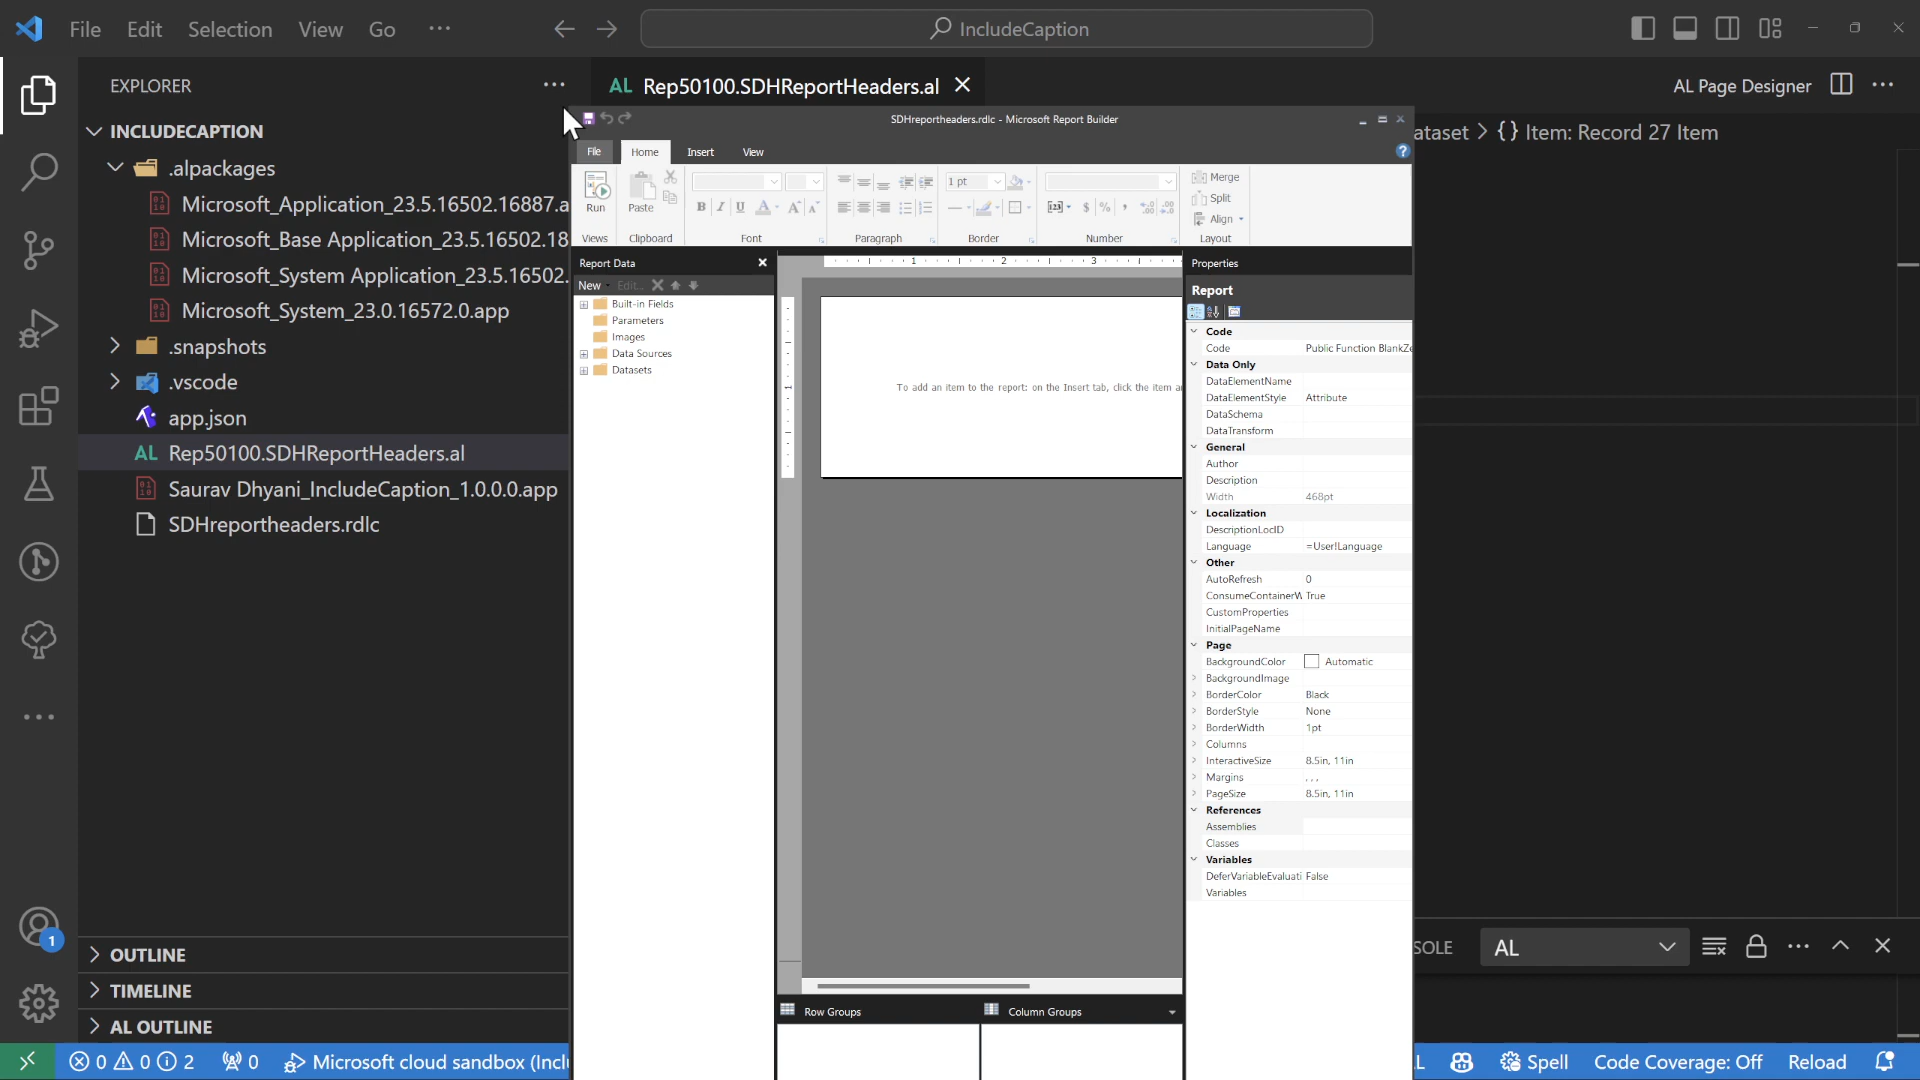 File Edit Selection View Go ···
IncludeCaption
EXPLORER
AL Rep50100.SDHReportHeaders.al
AL Page Designer
INCLUDECAPTION
.alpackages
Microsoft_Application_23.5.16502.16887.a
Microsoft_Base Application_23.5.16502.18
Microsoft_System Application_23.5.16502.
Microsoft_System_23.0.16572.0.app
.snapshots
.vscode
app.json
AL Rep50100.SDHReportHeaders.al
Saurav Dhyani_IncludeCaption_1.0.0.0.app
SDHreportheaders.rdlc
OUTLINE
TIMELINE
AL OUTLINE
ataset > {} Item: Record 27 Item
SDHreportheaders.rdlc - Microsoft Report Builder
File Home Insert View
Run
Views
Paste
Clipboard
B I U A A A
Font
Paragraph
1 pt
Border
[123] $ % ,
Number
Merge
Split
Align
Layout
Report Data
New Edit...
Built-in Fields
Parameters
Images
Data Sources
Datasets
1 2 3
1
To add an item to the report: on the Insert tab, click the item a
Row Groups
Column Groups
Properties
Report
Code
Code Public Function BlankZe
Data Only
DataElementName
DataElementStyle Attribute
DataSchema
DataTransform
General
Author
Description
Width 468pt
Localization
DescriptionLocID
Language =User!Language
Other
AutoRefresh 0
ConsumeContainerW True
CustomProperties
InitialPageName
Page
BackgroundColor Automatic
BackgroundImage
BorderColor Black
BorderStyle None
BorderWidth 1pt
Columns
InteractiveSize 8.5in, 11in
Margins , , ,
PageSize 8.5in, 11in
References
Assemblies
Classes
Variables
DeferVariableEvaluati False
Variables
SOLE
AL
1
0 0 2
0
Microsoft cloud sandbox (Incl
L
Spell
Code Coverage: Off
Reload